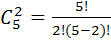 C₅² = 5! / 2!(5−2)!